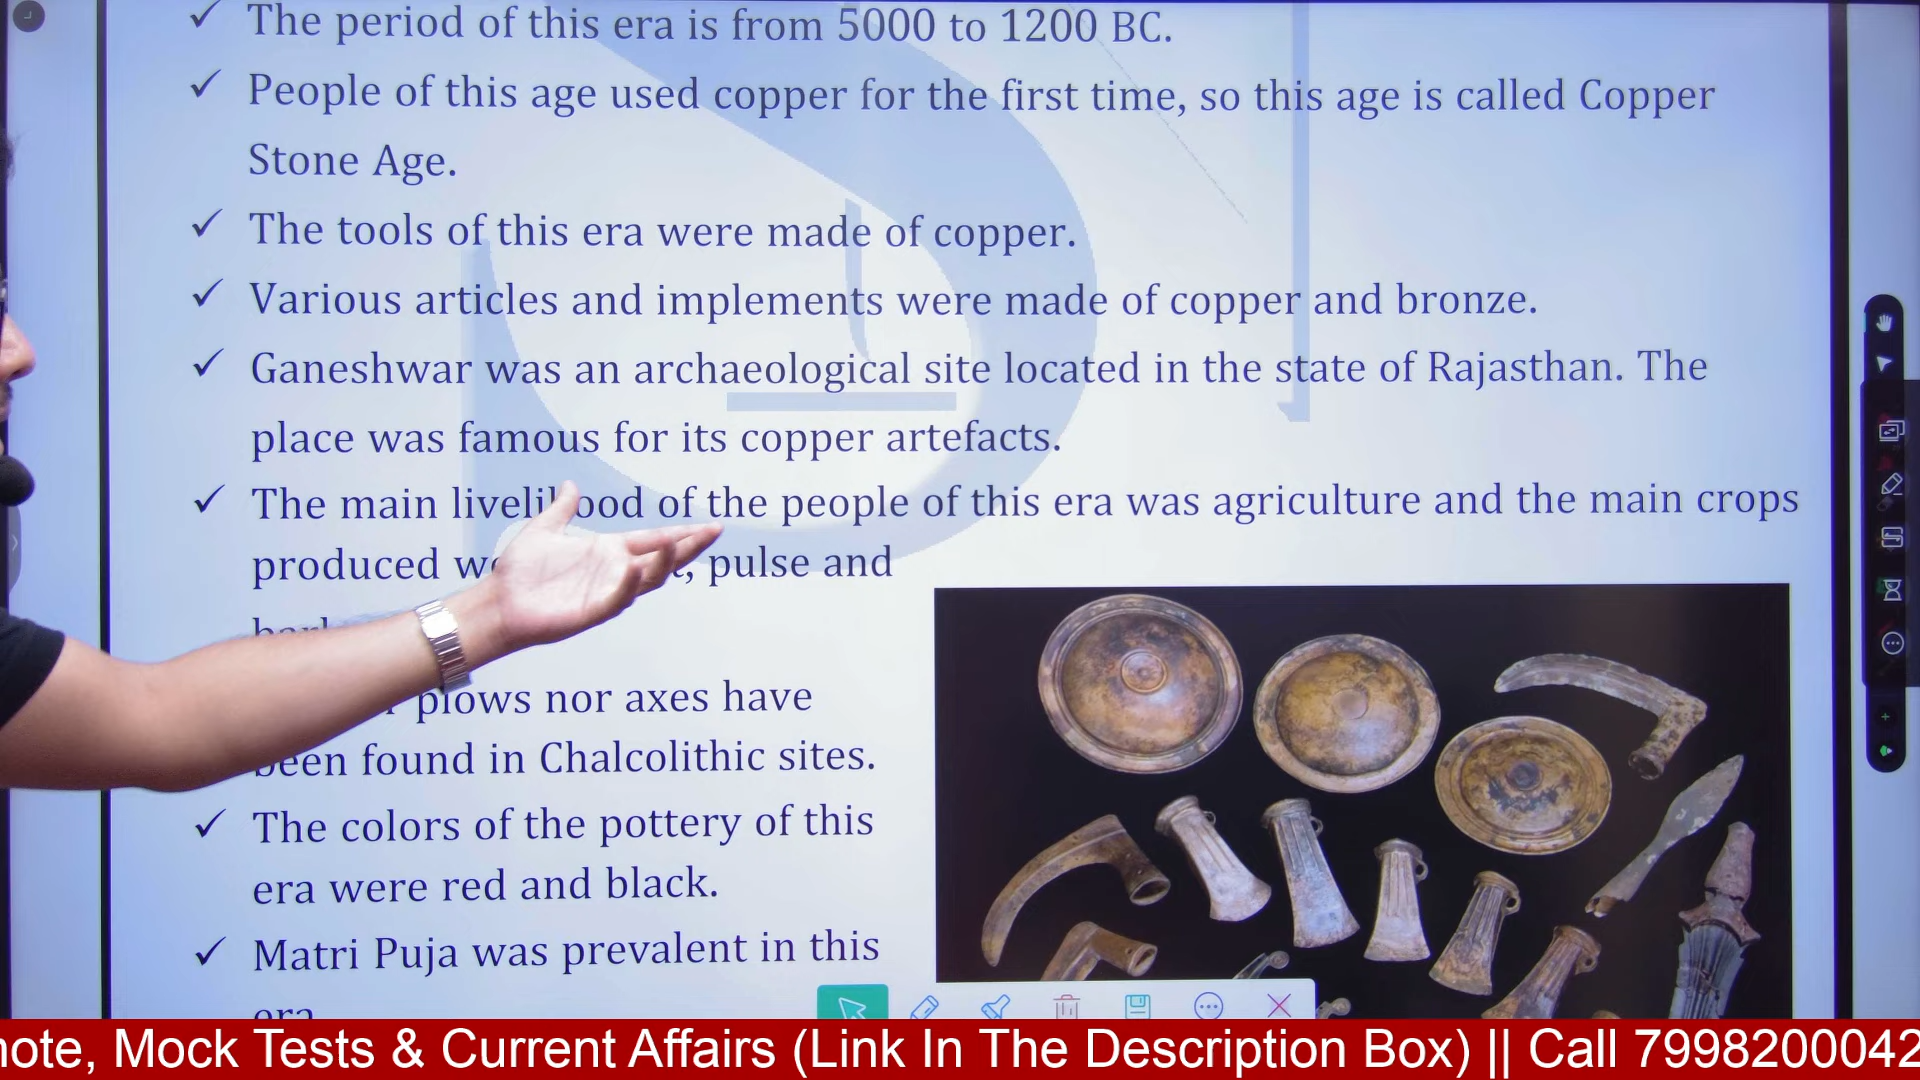 ✓ The period of this era is from 5000 to 1200 BC.
✓ People of this age used copper for the first time, so this age is called Copper
Stone Age.
✓ The tools of this era were made of copper.
✓ Various articles and implements were made of copper and bronze.
✓ Ganeshwar was an archaeological site located in the state of Rajasthan. The
place was famous for its copper artefacts.
✓ The main livelihood of the people of this era was agriculture and the main crops
produced pulse and
plows nor axes have
been found in Chalcolithic sites.
✓ The colors of the pottery of this
era were red and black.
✓ Matri Puja was prevalent in this
era
note, Mock Tests & Current Affairs (Link In The Description Box) || Call 7998200042